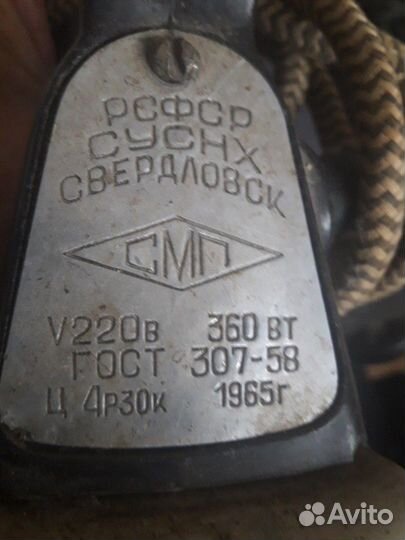 РСФСР
СУСНХ
СВЕРДЛОВСК
СМП
V220в 360 вт
ГОСТ 307-58
Ц 4р30к 1965г
Avito